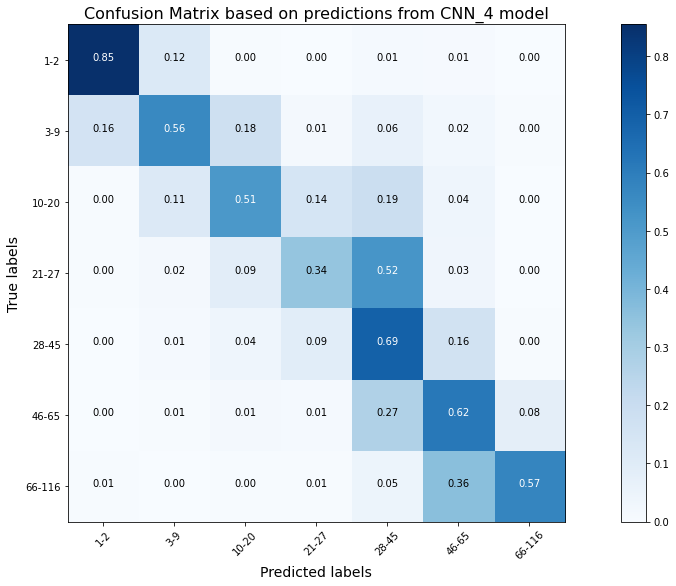 Confusion Matrix based on predictions from CNN_4 model
1-2 0.85 0.12 0.00 0.00 0.01 0.01 0.00
3-9 0.16 0.56 0.18 0.01 0.06 0.02 0.00
10-20 0.00 0.11 0.51 0.14 0.19 0.04 0.00
21-27 0.00 0.02 0.09 0.34 0.52 0.03 0.00
28-45 0.00 0.01 0.04 0.09 0.69 0.16 0.00
46-65 0.00 0.01 0.01 0.01 0.27 0.62 0.08
66-116 0.01 0.00 0.00 0.01 0.05 0.36 0.57
1-2 3-9 10-20 21-27 28-45 46-65 66-116
True labels
Predicted labels
0.8
0.7
0.6
0.5
0.4
0.3
0.2
0.1
0.0